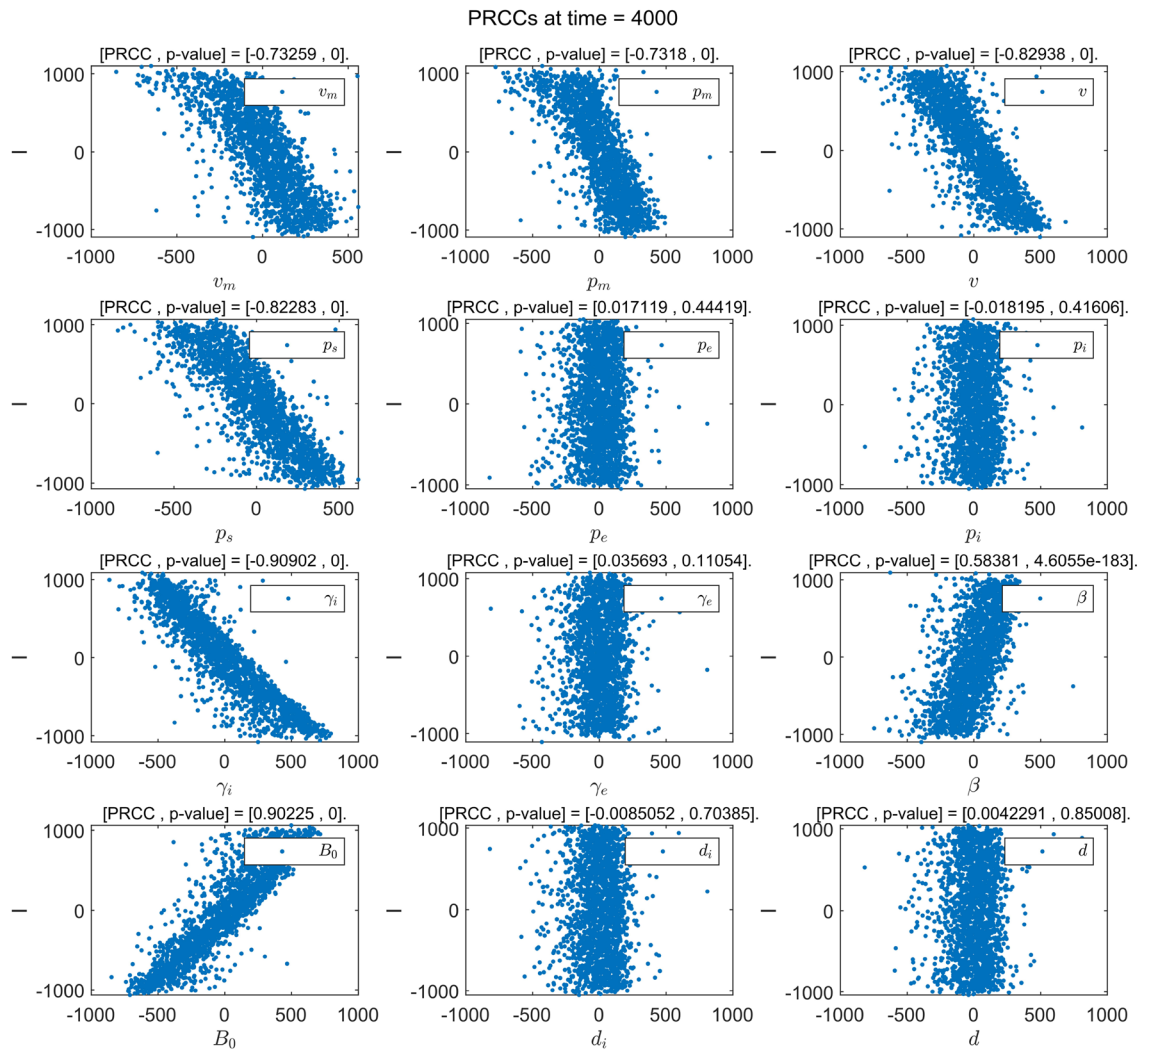 PRCCs at time = 4000
[PRCC , p-value] = [-0.73259 , 0].
[PRCC , p-value] = [-0.7318 , 0].
[PRCC , p-value] = [-0.82938 , 0].
1000
0
-1000
I
v_m
-1000 -500 0 500
v_m
1000
0
-1000
I
p_m
-1000 -500 0 500 1000
p_m
1000
0
-1000
I
v
-1000 -500 0 500 1000
v
[PRCC , p-value] = [-0.82283 , 0].
[PRCC , p-value] = [0.017119 , 0.44419].
[PRCC , p-value] = [-0.018195 , 0.41606].
1000
0
-1000
I
p_s
-1000 -500 0 500
p_s
1000
0
-1000
I
p_e
-1000 -500 0 500 1000
p_e
1000
0
-1000
I
p_i
-1000 -500 0 500 1000
p_i
[PRCC , p-value] = [-0.90902 , 0].
[PRCC , p-value] = [0.035693 , 0.11054].
[PRCC , p-value] = [0.58381 , 4.6055e-183].
1000
0
-1000
I
γ_i
-1000 -500 0 500 1000
γ_i
1000
0
-1000
I
γ_e
-1000 -500 0 500 1000
γ_e
1000
0
-1000
I
β
-1000 -500 0 500 1000
β
[PRCC , p-value] = [0.90225 , 0].
[PRCC , p-value] = [-0.0085052 , 0.70385].
[PRCC , p-value] = [0.0042291 , 0.85008].
1000
0
-1000
I
B_0
-1000 -500 0 500 1000
B_0
1000
0
-1000
I
d_i
-1000 -500 0 500 1000
d_i
1000
0
-1000
I
d
-1000 -500 0 500 1000
d